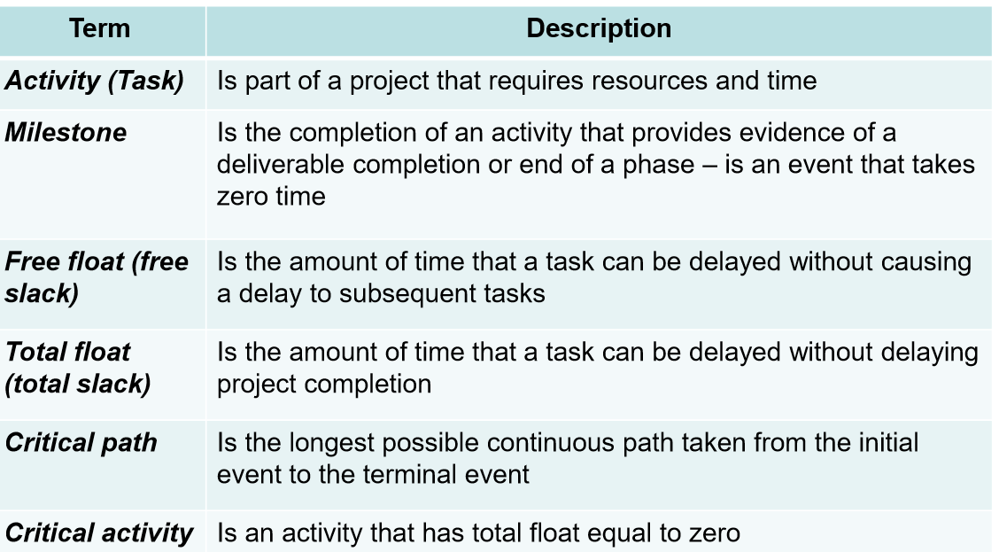 Term
Description
Activity (Task)
Is part of a project that requires resources and time
Milestone
Is the completion of an activity that provides evidence of a
deliverable completion or end of a phase – is an event that takes
zero time
Free float (free
slack)
Is the amount of time that a task can be delayed without causing
a delay to subsequent tasks
Total float
(total slack)
Is the amount of time that a task can be delayed without delaying
project completion
Critical path
Is the longest possible continuous path taken from the initial
event to the terminal event
Critical activity
Is an activity that has total float equal to zero